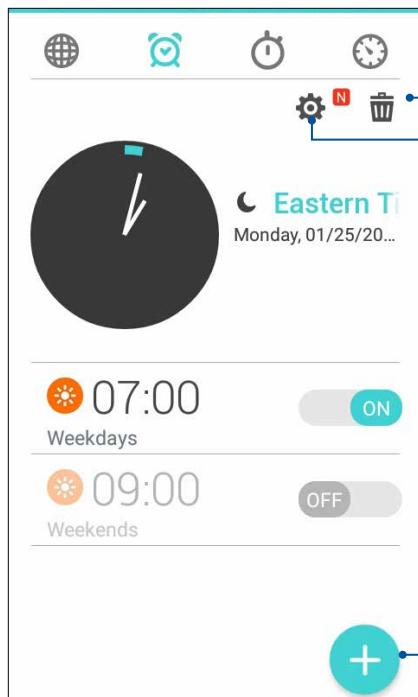 N
Eastern Ti
Monday, 01/25/20...
07:00
ON
Weekdays
09:00
OFF
Weekends